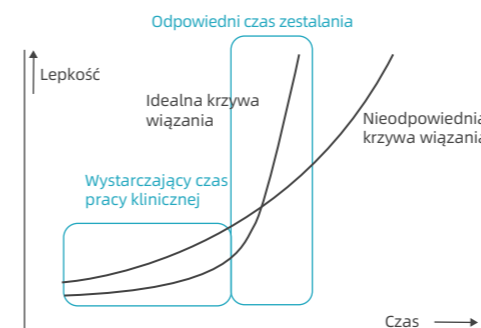 Odpowiedni czas zestalania
Lepkość
Idealna krzywa
wiązania
Nieodpowiednia
krzywa wiązania
Wystarczający czas
pracy klinicznej
Czas